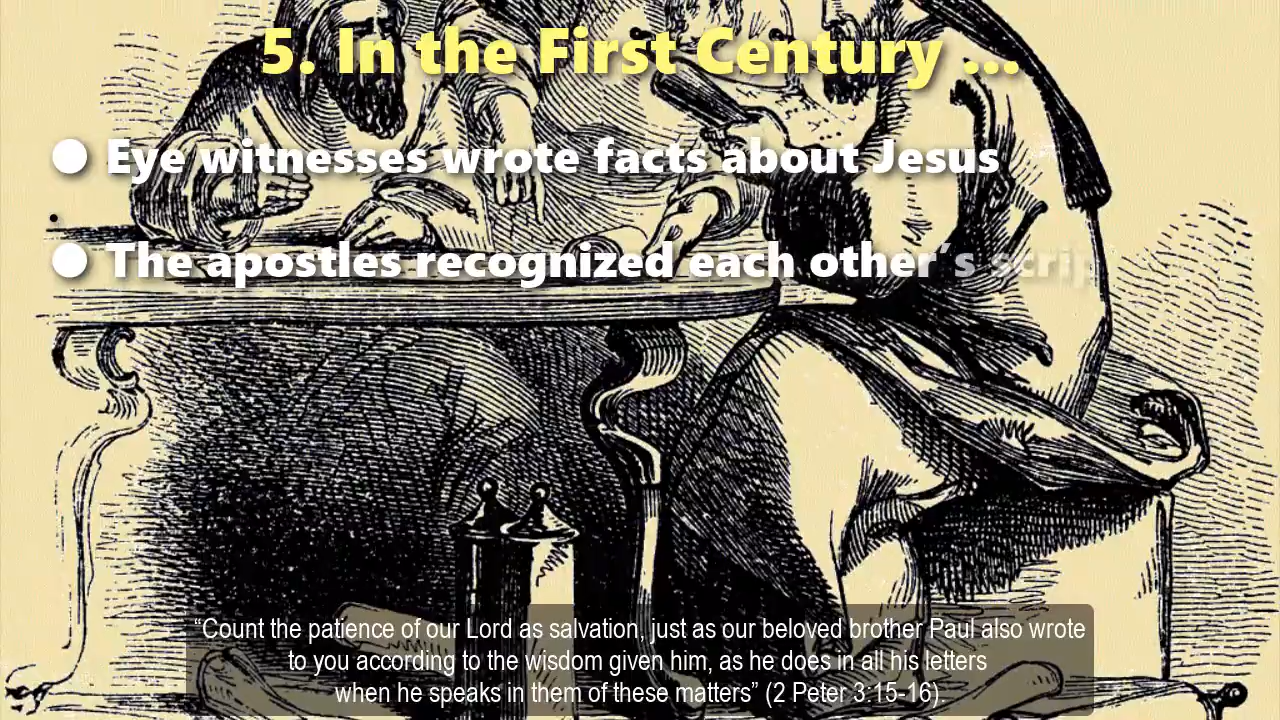 5. In the First Century ...
● Eye witnesses wrote facts about Jesus
● The apostles recognized each other’s
“Count the patience of our Lord as salvation, just as our beloved brother Paul also wrote
to you according to the wisdom given him, as he does in all his letters
when he speaks in them of these matters” (2 Peter 3:15-16).